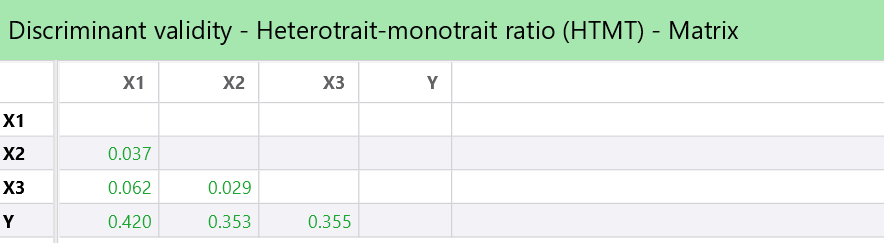 Discriminant validity - Heterotrait-monotrait ratio (HTMT) - Matrix
X1 X2 X3 Y
X1
X2 0.037
X3 0.062 0.029
Y 0.420 0.353 0.355